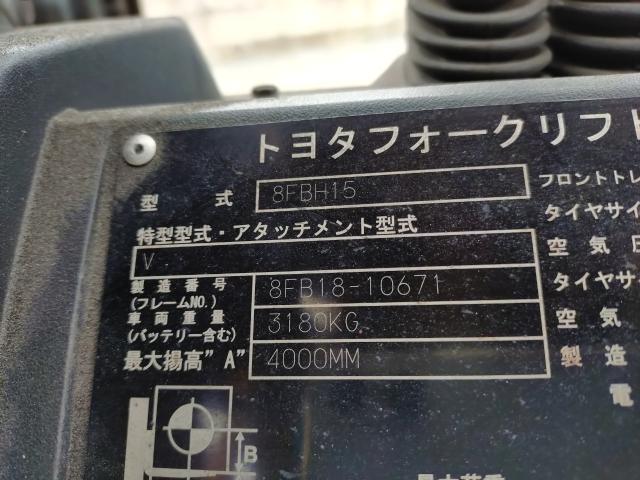 トヨタフォークリフト
型式 8FBH15
フロントトレ
特型型式・アタッチメント型式
タイヤサイ
V
空気
製造番号 8FB18-10671
(フレームNO.)
タイヤサイ
車両重量 3180KG
(バッテリー含む)
空気
最大揚高"A" 4000MM
製造
電
B